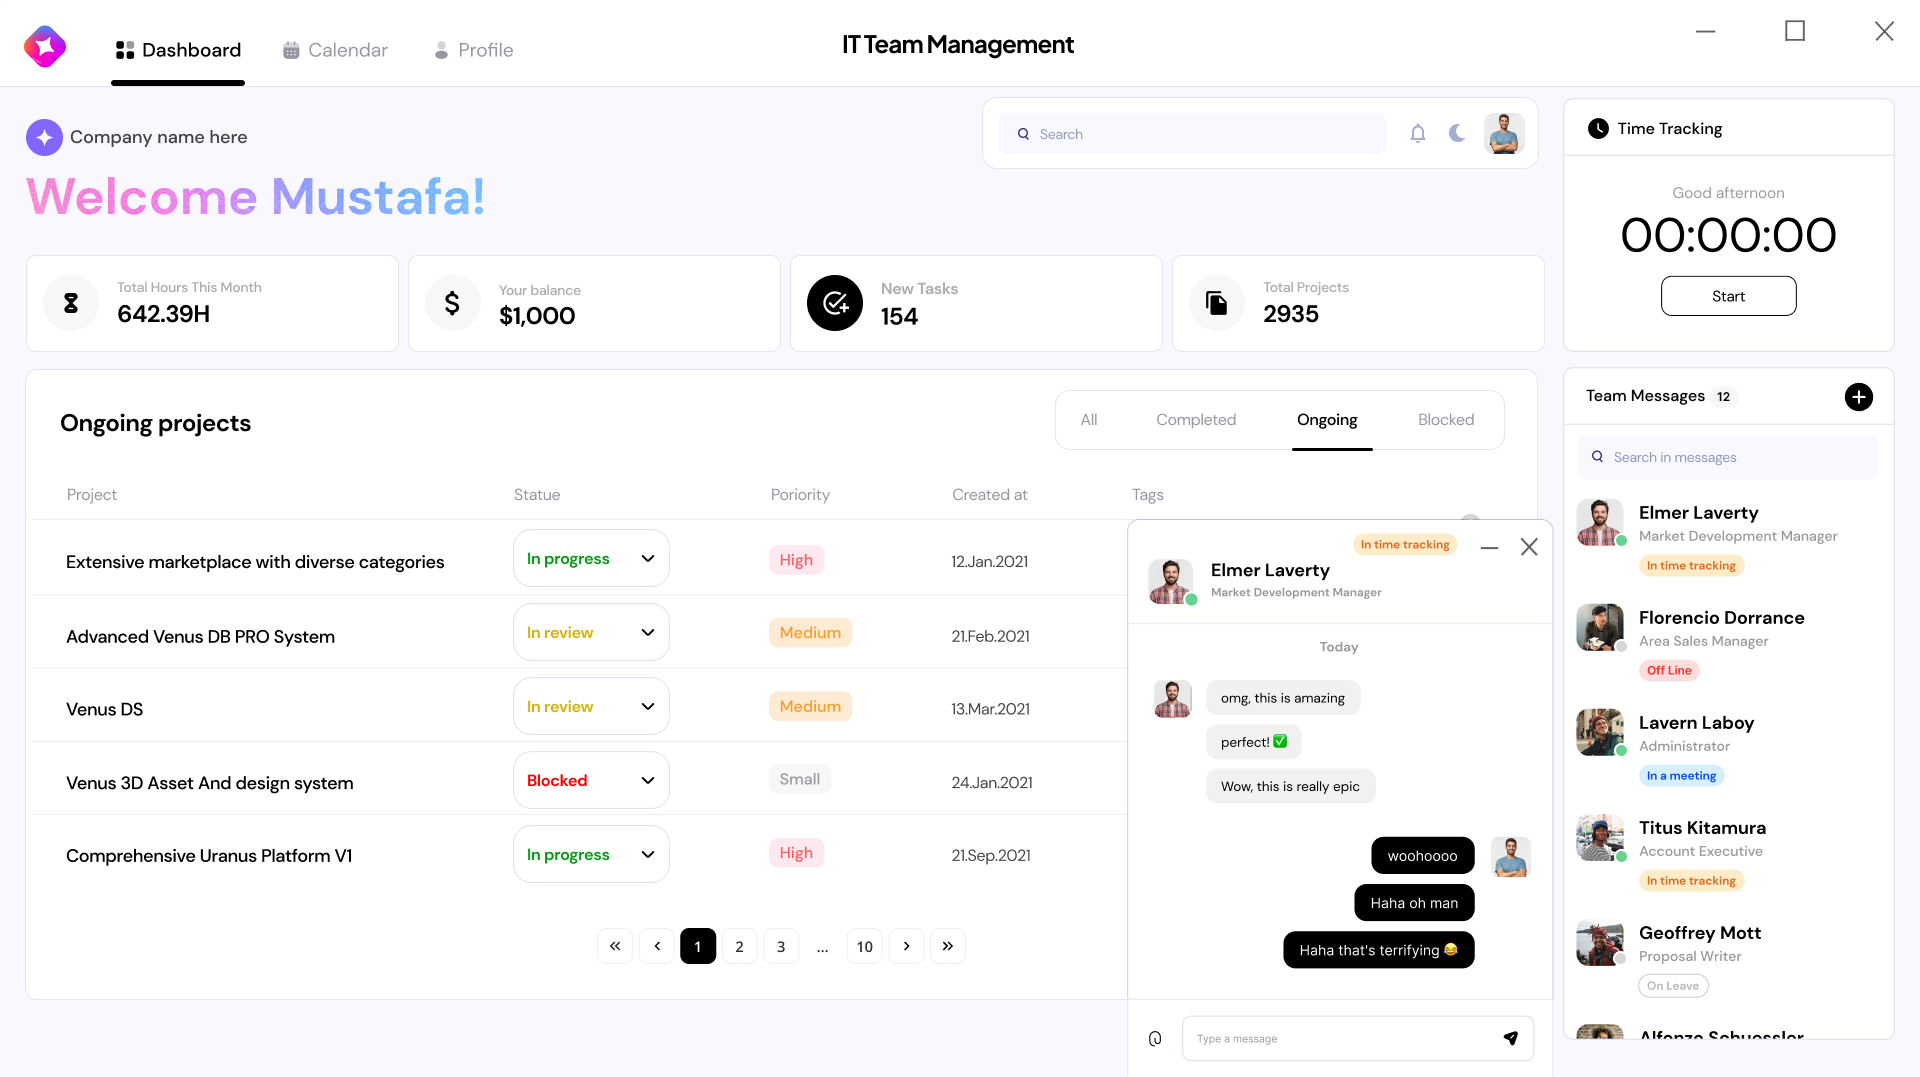 Dashboard
Calendar
Profile
IT Team Management
Company name here
Welcome Mustafa!
Search
Total Hours This Month
642.39H
Your balance
$1,000
New Tasks
154
Total Projects
2935
Time Tracking
Good afternoon
00:00:00
Start
Ongoing projects
All Completed Ongoing Blocked
Project Statue Poriority Created at Tags
Extensive marketplace with diverse categories In progress High 12.Jan.2021
Advanced Venus DB PRO System In review Medium 21.Feb.2021
Venus DS In review Medium 13.Mar.2021
Venus 3D Asset And design system Blocked Small 24.Jan.2021
Comprehensive Uranus Platform V1 In progress High 21.Sep.2021
« ‹ 1 2 3 ... 10 › »
In time tracking
Elmer Laverty
Market Development Manager
Today
omg, this is amazing
perfect! ✅
Wow, this is really epic
woohoooo
Haha oh man
Haha that's terrifying 😂
Type a message
Team Messages 12
Search in messages
Elmer Laverty
Market Development Manager
In time tracking
Florencio Dorrance
Area Sales Manager
Off Line
Lavern Laboy
Administrator
In a meeting
Titus Kitamura
Account Executive
In time tracking
Geoffrey Mott
Proposal Writer
On Leave
Alfonzo Schuessler